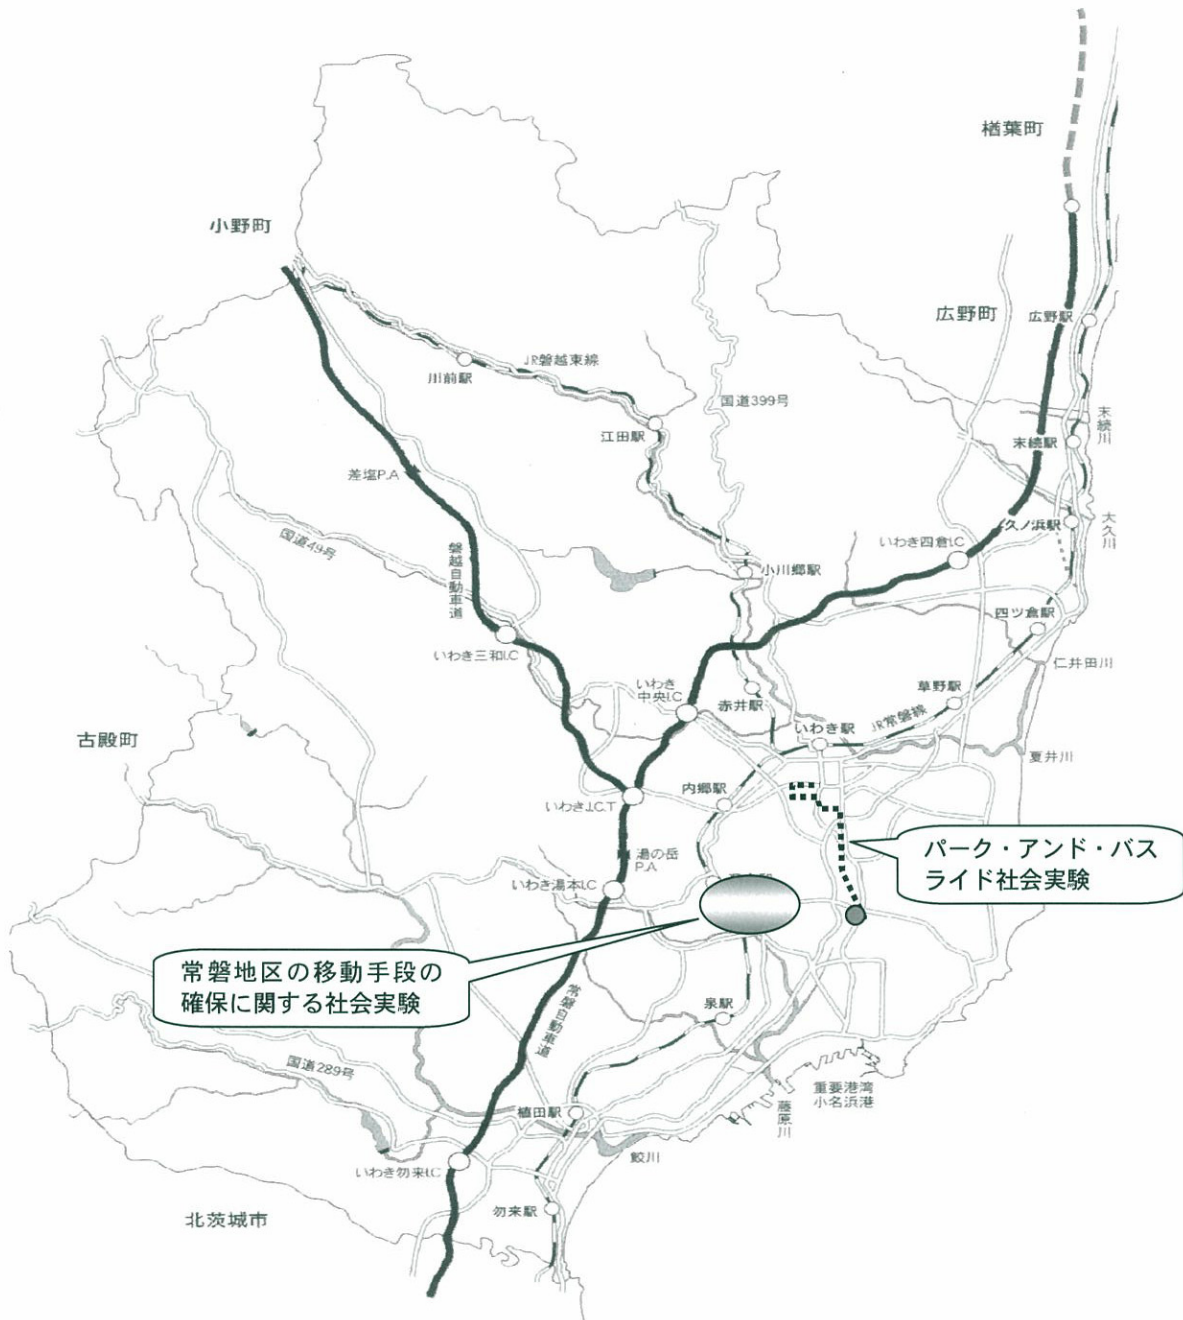 楢葉町
小野町
広野町
広野駅
JR磐越東線
川前駅
国道399号
末続川
江田駅
末続駅
差塩P.A
久ノ浜駅
大久川
国道49号
いわき四倉I.C
磐越自動車道
小川郷駅
四ツ倉駅
いわき三和I.C
仁井田川
いわき
中央I.C
赤井駅
草野駅
JR常磐線
古殿町
いわき駅
夏井川
内郷駅
いわきJ.C.T
パーク・アンド・バス
ライド社会実験
湯の岳
P.A
いわき湯本I.C
常磐地区の移動手段の
確保に関する社会実験
常磐自動車道
泉駅
国道289号
重要港湾
小名浜港
藤原川
植田駅
鮫川
いわき勿来I.C
勿来駅
北茨城市